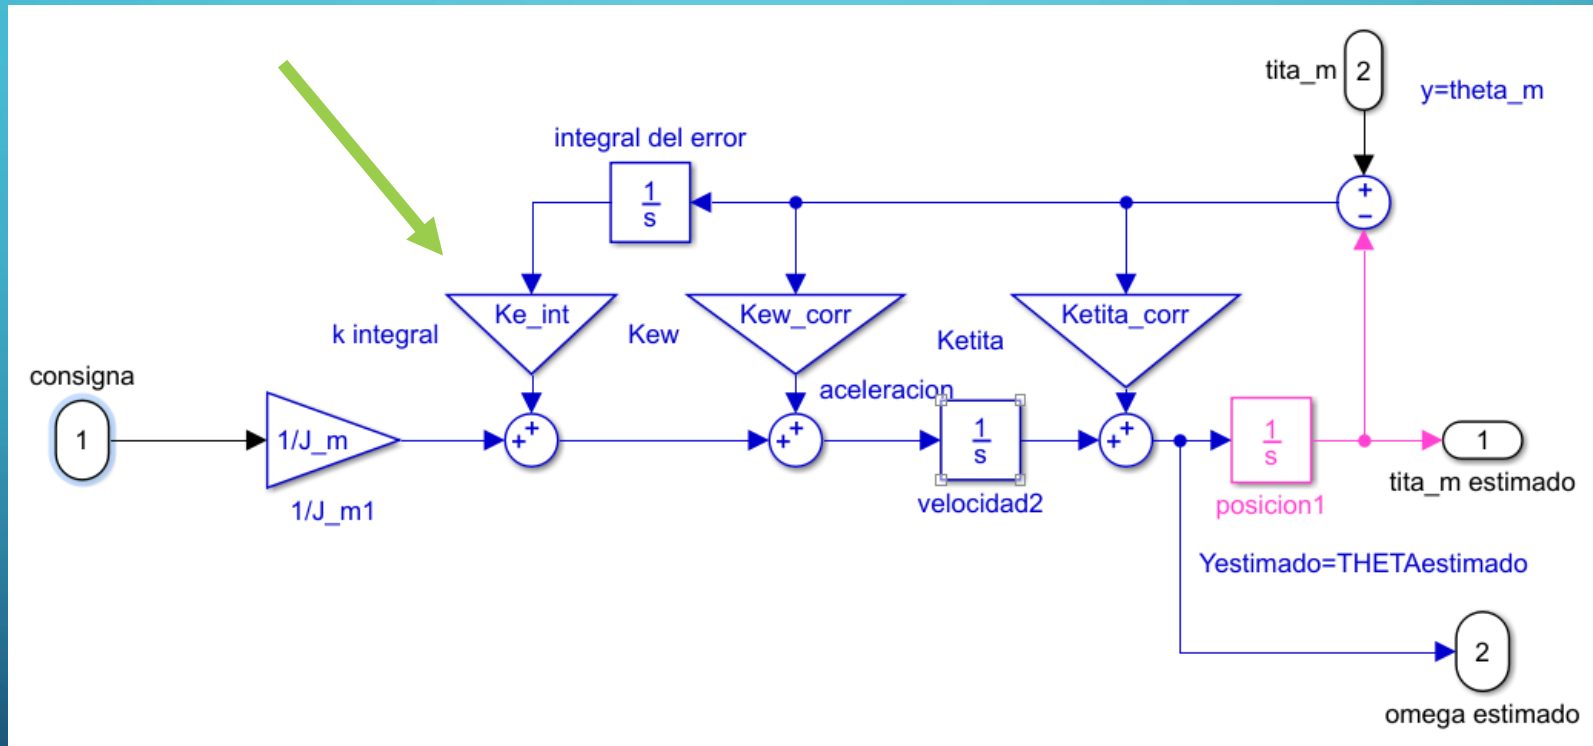 tita_m
2
y=theta_m
integral del error
1
s
+
−
Ke_int
Kew_corr
Ketita_corr
k integral
Kew
Ketita
consigna
1
1/J_m
1/J_m1
+
+
+
+
aceleracion
1
s
velocidad2
+
+
1
s
posicion1
1
tita_m estimado
Yestimado=THETAestimado
2
omega estimado